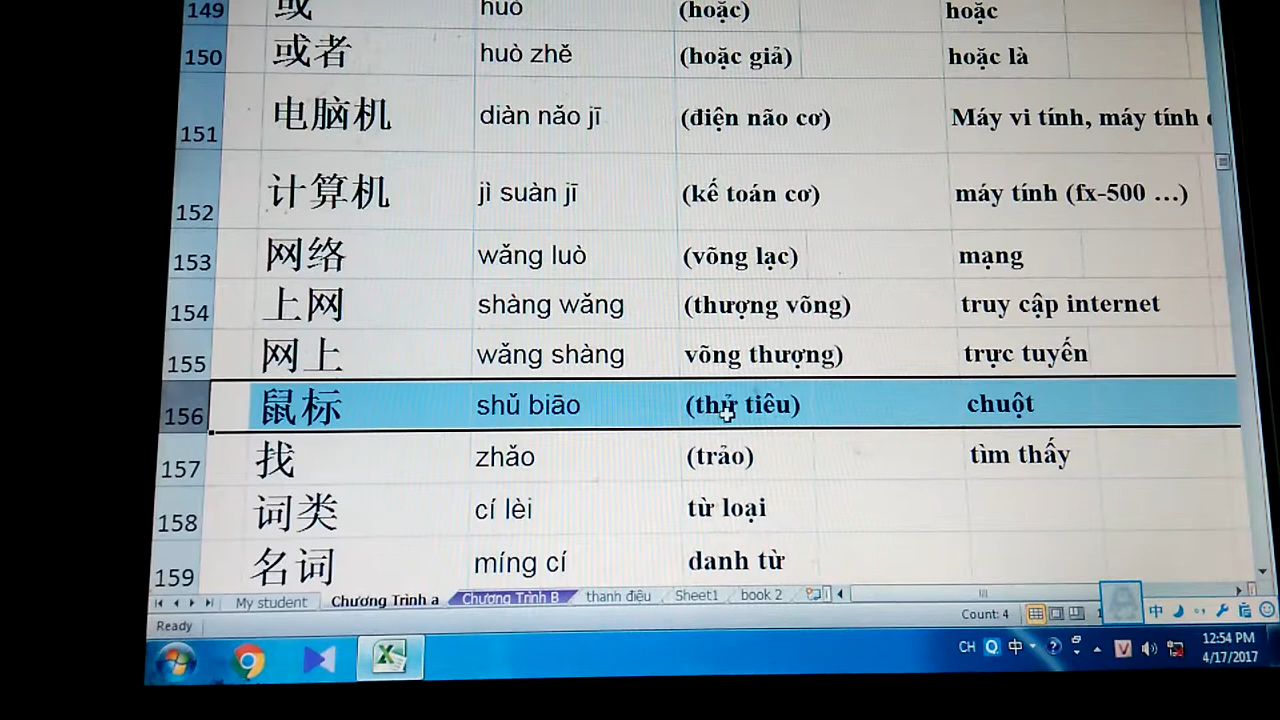 149 或 huò (hoặc) hoặc
150 或者 huò zhě (hoặc giả) hoặc là
151 电脑机 diàn nǎo jī (điện não cơ) Máy vi tính, máy tính
152 计算机 jì suàn jī (kế toán cơ) máy tính (fx-500 ...)
153 网络 wǎng luò (võng lạc) mạng
154 上网 shàng wǎng (thượng võng) truy cập internet
155 网上 wǎng shàng võng thượng) trực tuyến
156 鼠标 shǔ biāo (thử tiêu) chuột
157 找 zhǎo (trảo) tìm thấy
158 词类 cí lèi từ loại
159 名词 míng cí danh từ
My student Chương Trình a Chương Trình B thanh điệu Sheet1 book 2
Ready Count: 4 中
CH Q 中 ? V 12:54 PM
4/17/2017